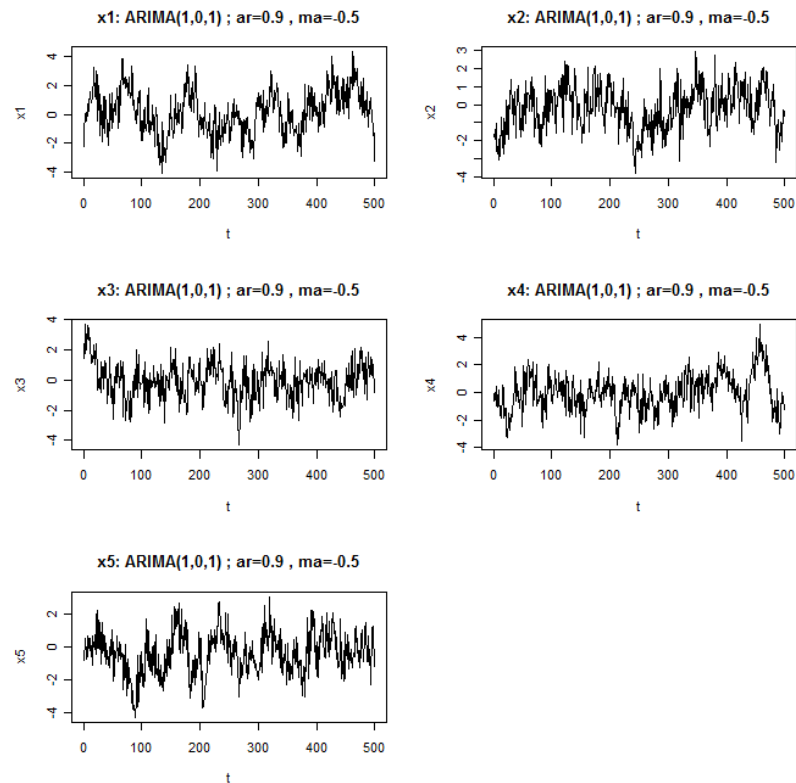 x1: ARIMA(1,0,1) ; ar=0.9 , ma=-0.5
x1
4
2
0
-2
-4
0 100 200 300 400 500
t
x2: ARIMA(1,0,1) ; ar=0.9 , ma=-0.5
x2
3
2
1
0
-2
-4
0 100 200 300 400 500
t
x3: ARIMA(1,0,1) ; ar=0.9 , ma=-0.5
x3
4
2
0
-2
-4
0 100 200 300 400 500
t
x4: ARIMA(1,0,1) ; ar=0.9 , ma=-0.5
x4
4
2
0
-2
-4
0 100 200 300 400 500
t
x5: ARIMA(1,0,1) ; ar=0.9 , ma=-0.5
x5
2
0
-2
-4
0 100 200 300 400 500
t